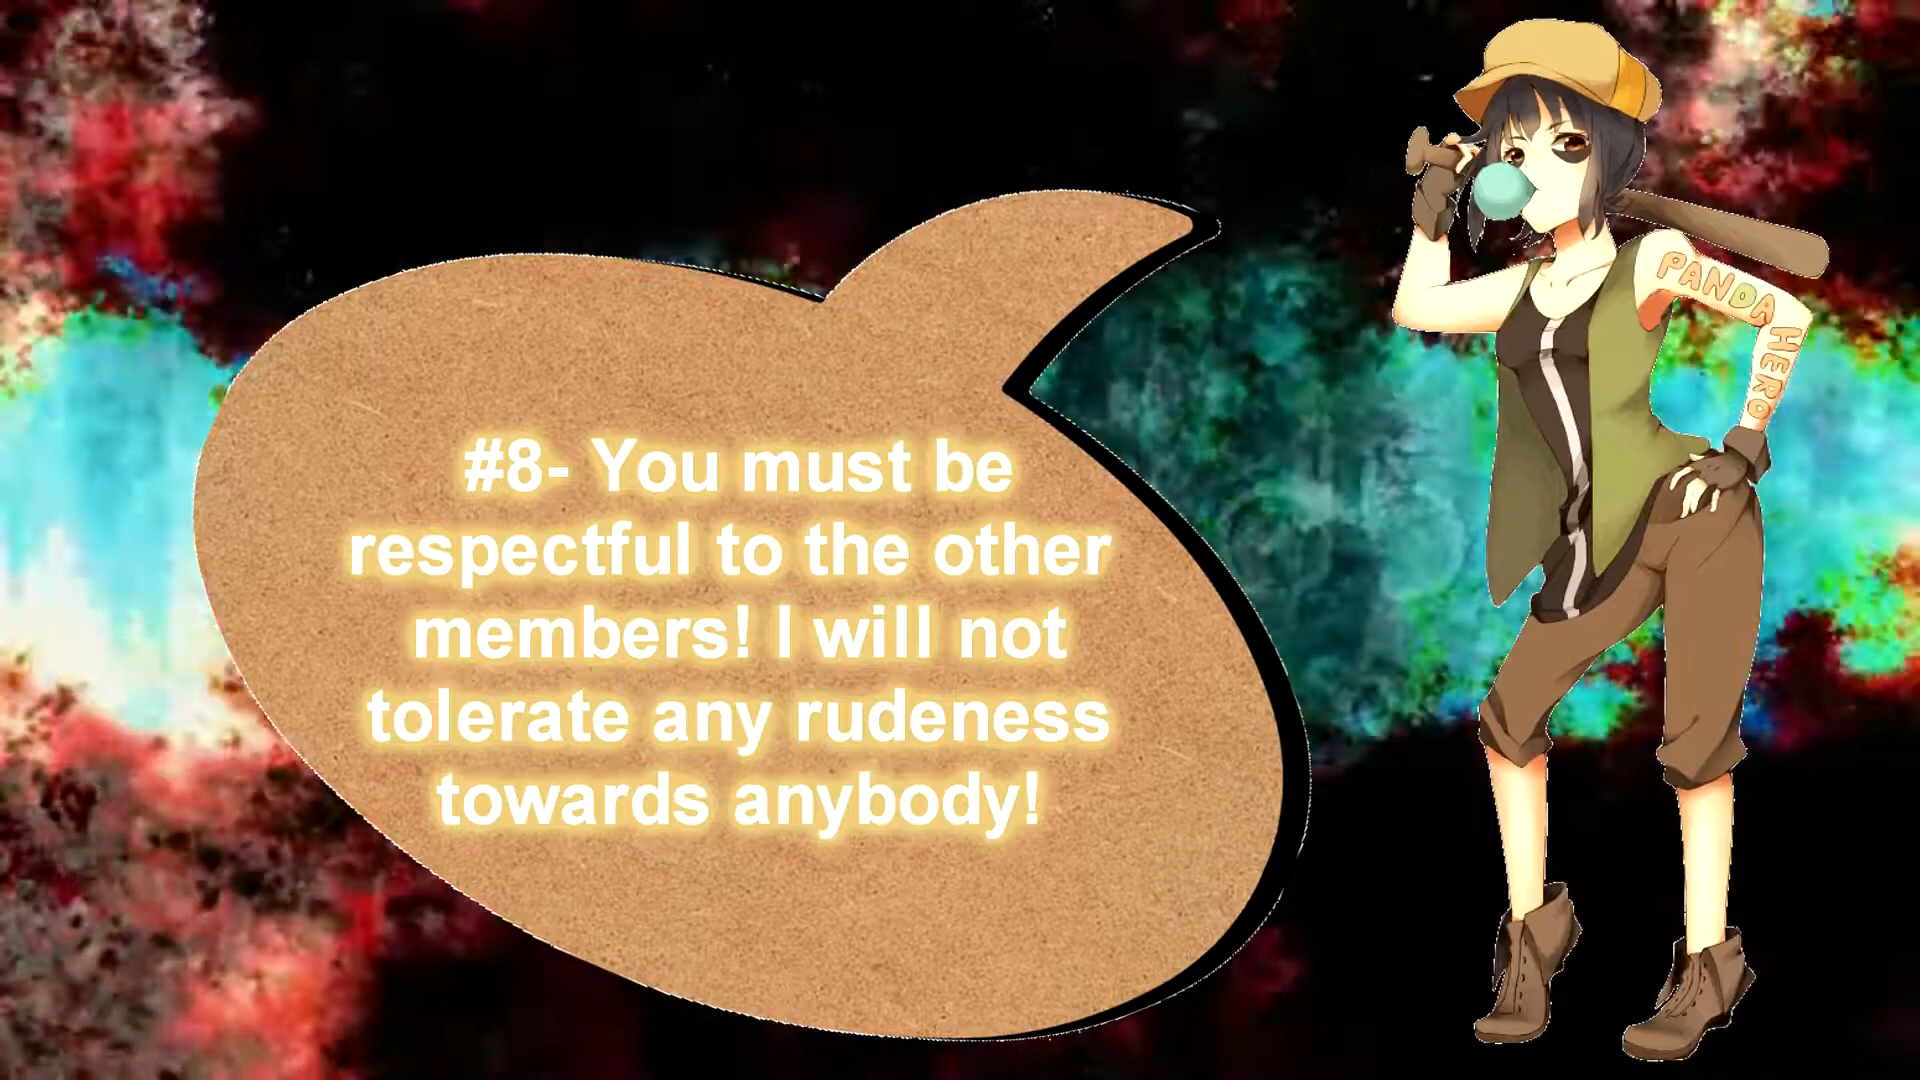 #8- You must be
respectful to the other
members! I will not
tolerate any rudeness
towards anybody!
PANDA HERO